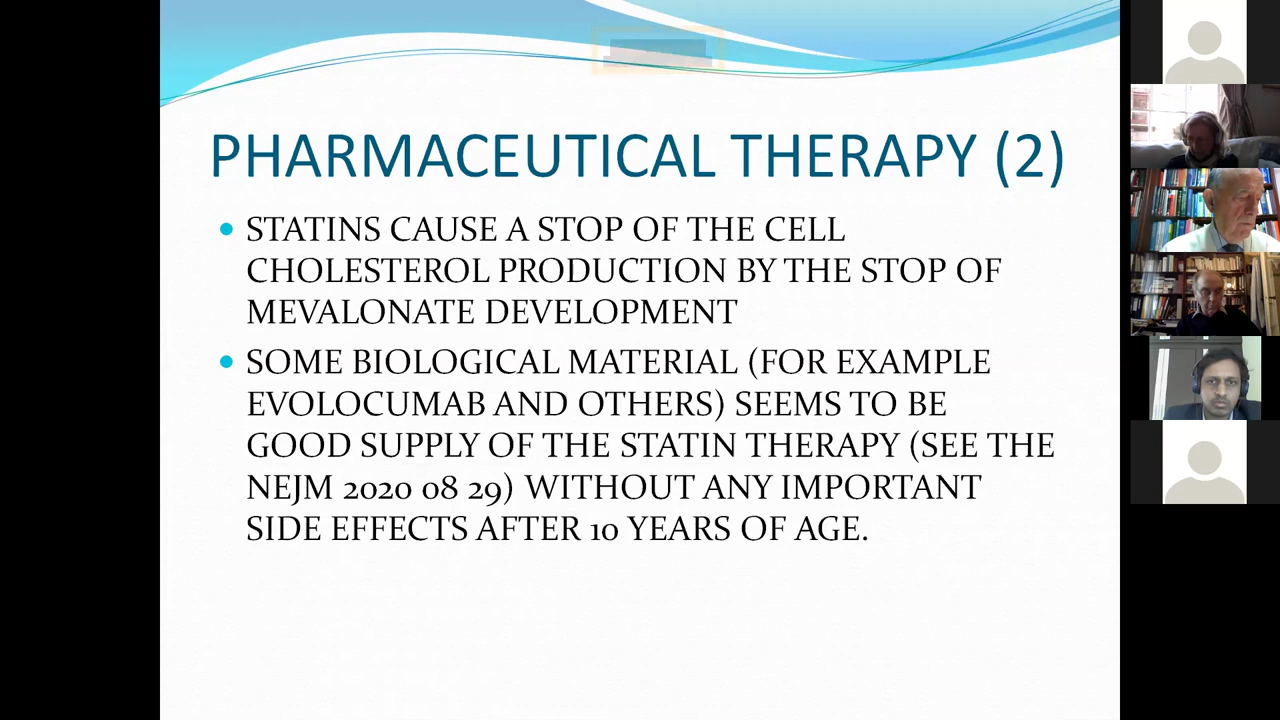 PHARMACEUTICAL THERAPY (2)
• STATINS CAUSE A STOP OF THE CELL
CHOLESTEROL PRODUCTION BY THE STOP OF
MEVALONATE DEVELOPMENT
• SOME BIOLOGICAL MATERIAL (FOR EXAMPLE
EVOLOCUMAB AND OTHERS) SEEMS TO BE
GOOD SUPPLY OF THE STATIN THERAPY (SEE THE
NEJM 2020 08 29) WITHOUT ANY IMPORTANT
SIDE EFFECTS AFTER 10 YEARS OF AGE.